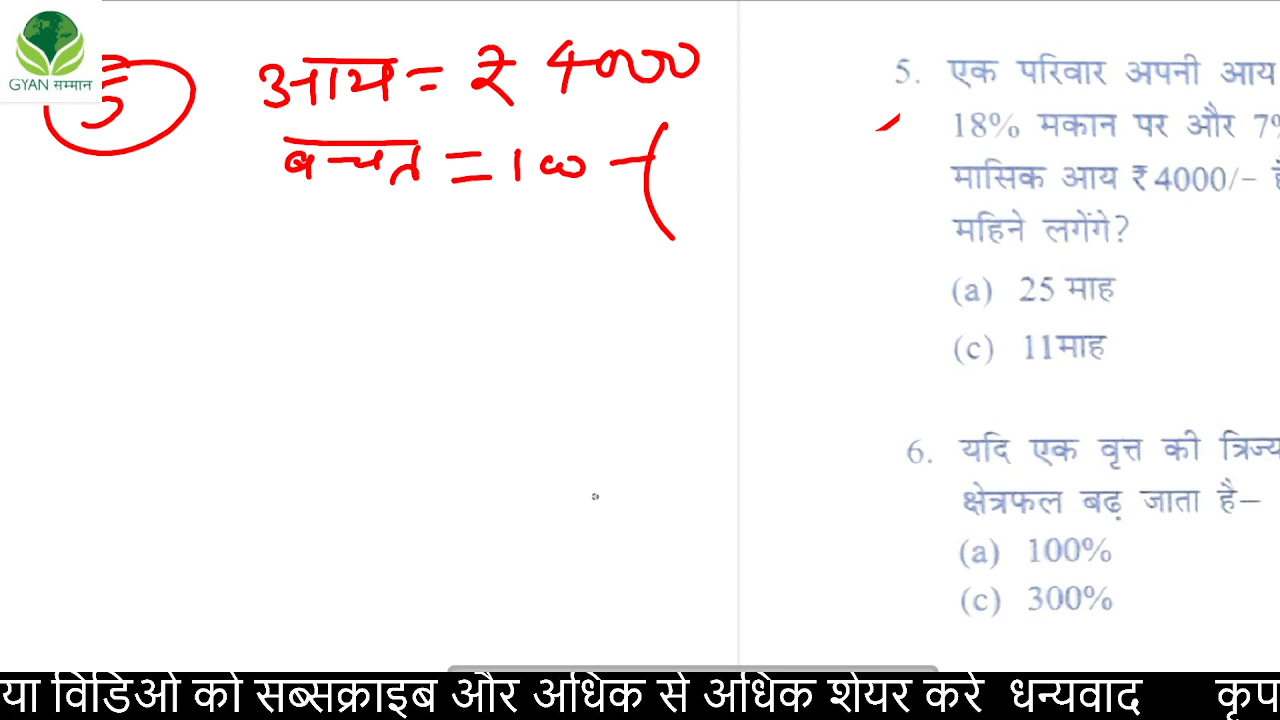 GYAN सम्मान
5
आय = ₹ 4000
बचत = 100 - (
5. एक परिवार अपनी आय
18% मकान पर और 7%
मासिक आय ₹4000/- है
महिने लगेंगे?
(a) 25 माह
(c) 11माह
6. यदि एक वृत्त की त्रिज्य
क्षेत्रफल बढ़ जाता है–
(a) 100%
(c) 300%
या विडिओ को सब्सक्राइब और अधिक से अधिक शेयर करें धन्यवाद कृप